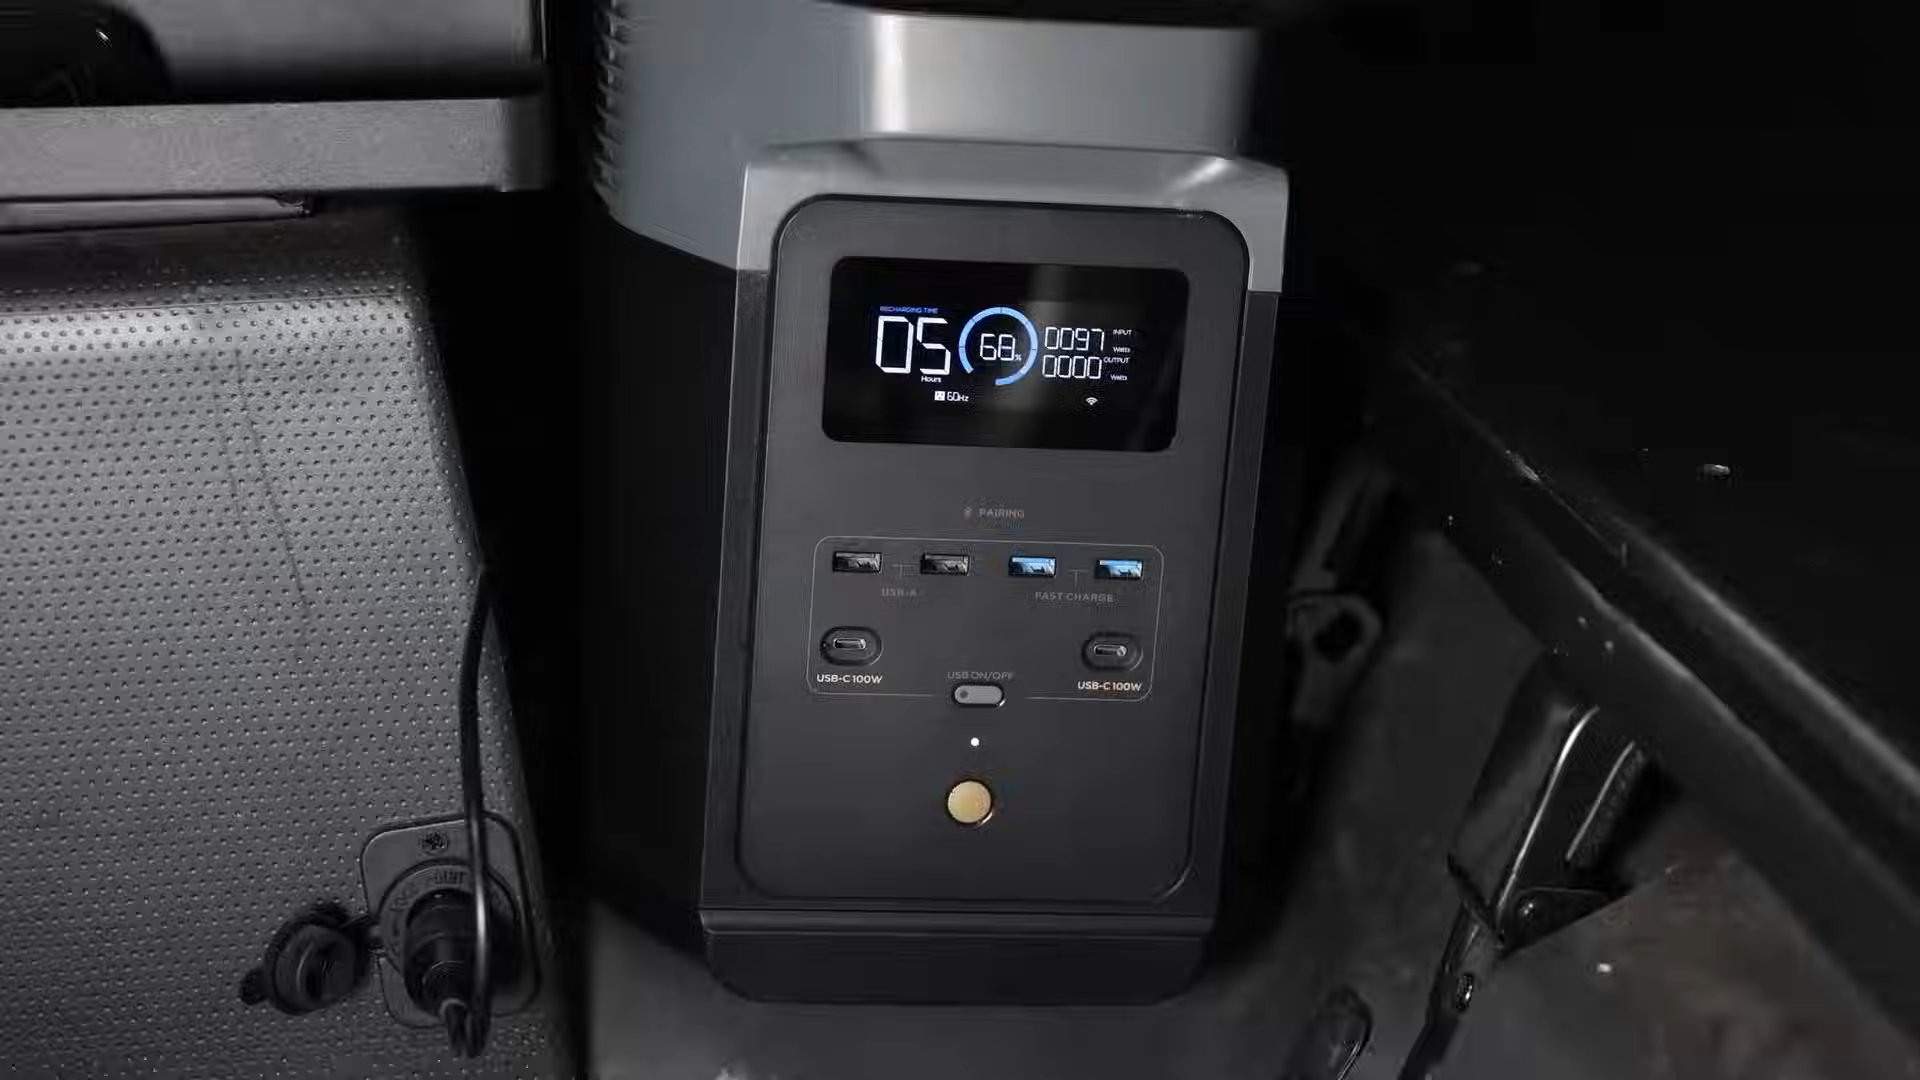 RECHARGING TIME
05
Hours
68%
0097 INPUT
Watts
0000 OUTPUT
Watts
60Hz
PAIRING
USB-A
FAST CHARGE
USB-C 100W
USB ON/OFF
USB-C 100W